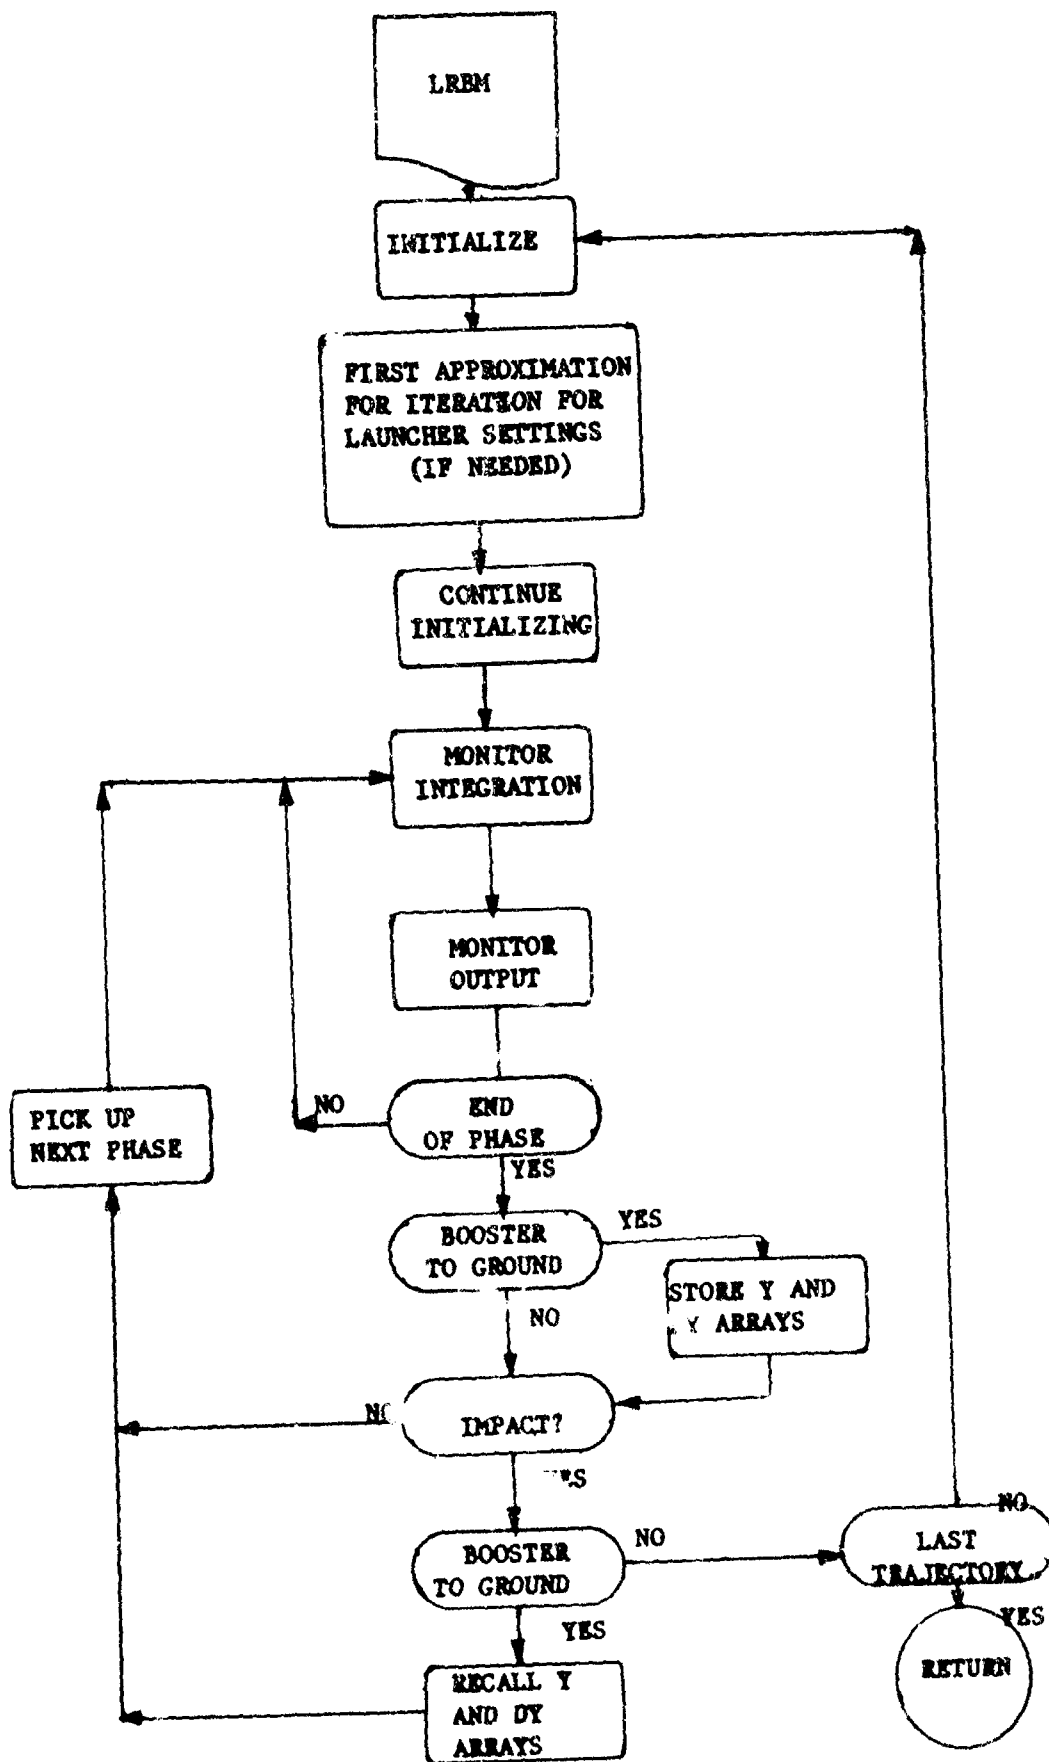 LRBM
INITIALIZE
FIRST APPROXIMATION
FOR ITERATION FOR
LAUNCHER SETTINGS
(IF NEEDED)
CONTINUE
INITIALIZING
MONITOR
INTEGRATION
MONITOR
OUTPUT
PICK UP
NEXT PHASE
NO
END
OF PHASE
YES
BOOSTER
TO GROUND
YES
STORE Y AND
Y ARRAYS
NO
NO
IMPACT?
YES
BOOSTER
TO GROUND
NO
NO
LAST
TRAJECTORY
YES
YES
RETURN
RECALL Y
AND DY
ARRAYS